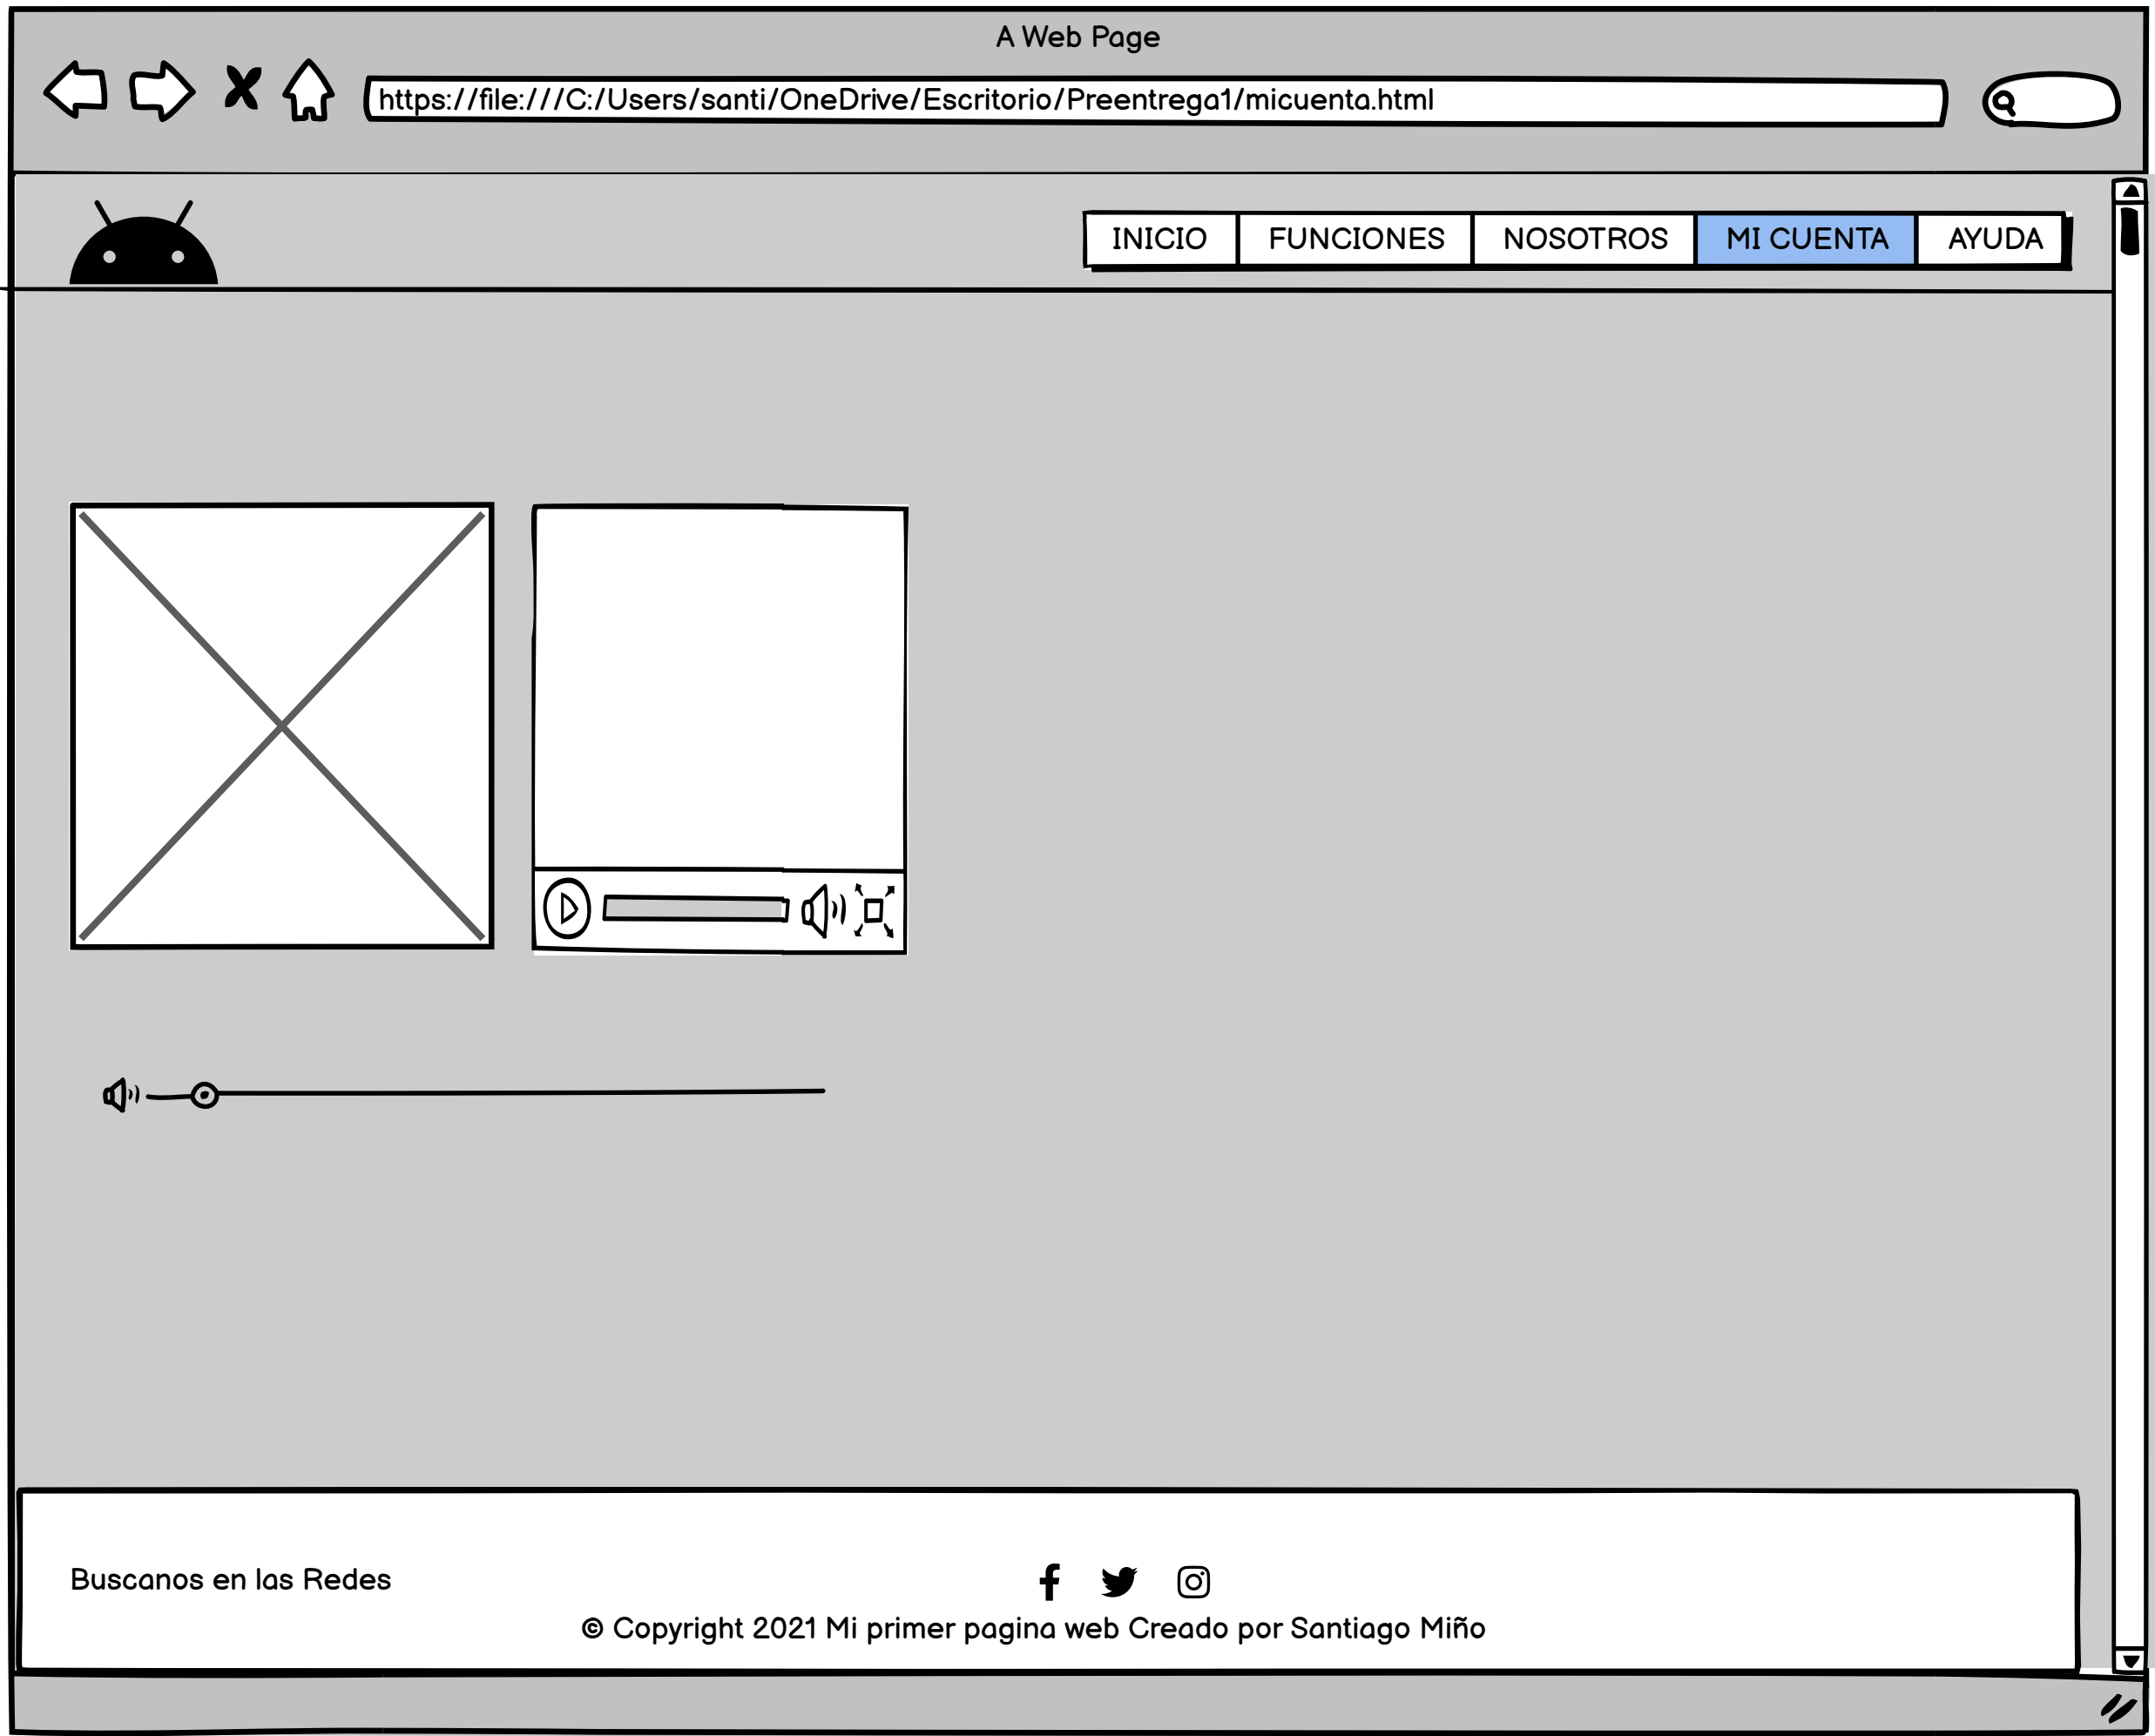 A Web Page
https://file:///C:/Users/santi/OneDrive/Escritorio/Preentrega1/micuenta.html
INICIO FUNCIONES NOSOTROS MI CUENTA AYUDA
Buscanos en las Redes
© Copyright 2021 Mi primer pagina web Creado por Santiago Miño